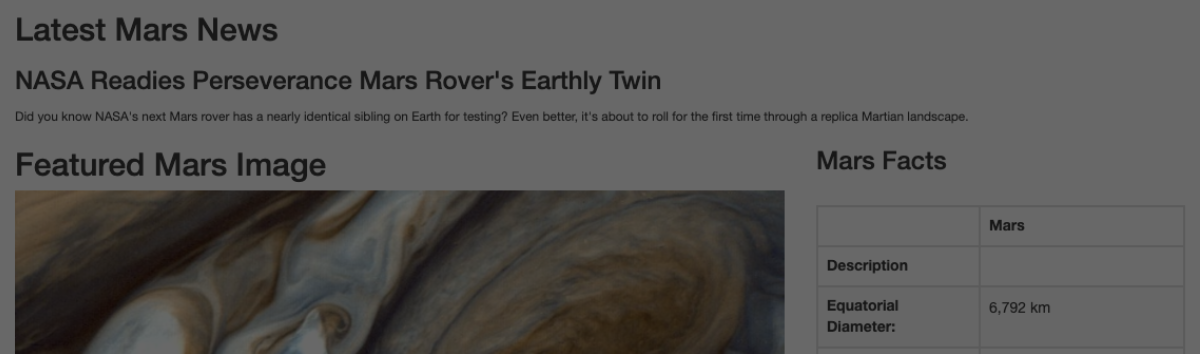 Latest Mars News
NASA Readies Perseverance Mars Rover's Earthly Twin
Did you know NASA's next Mars rover has a nearly identical sibling on Earth for testing? Even better, it's about to roll for the first time through a replica Martian landscape.
Featured Mars Image
Mars Facts
Mars
Description
Equatorial
Diameter:
6,792 km